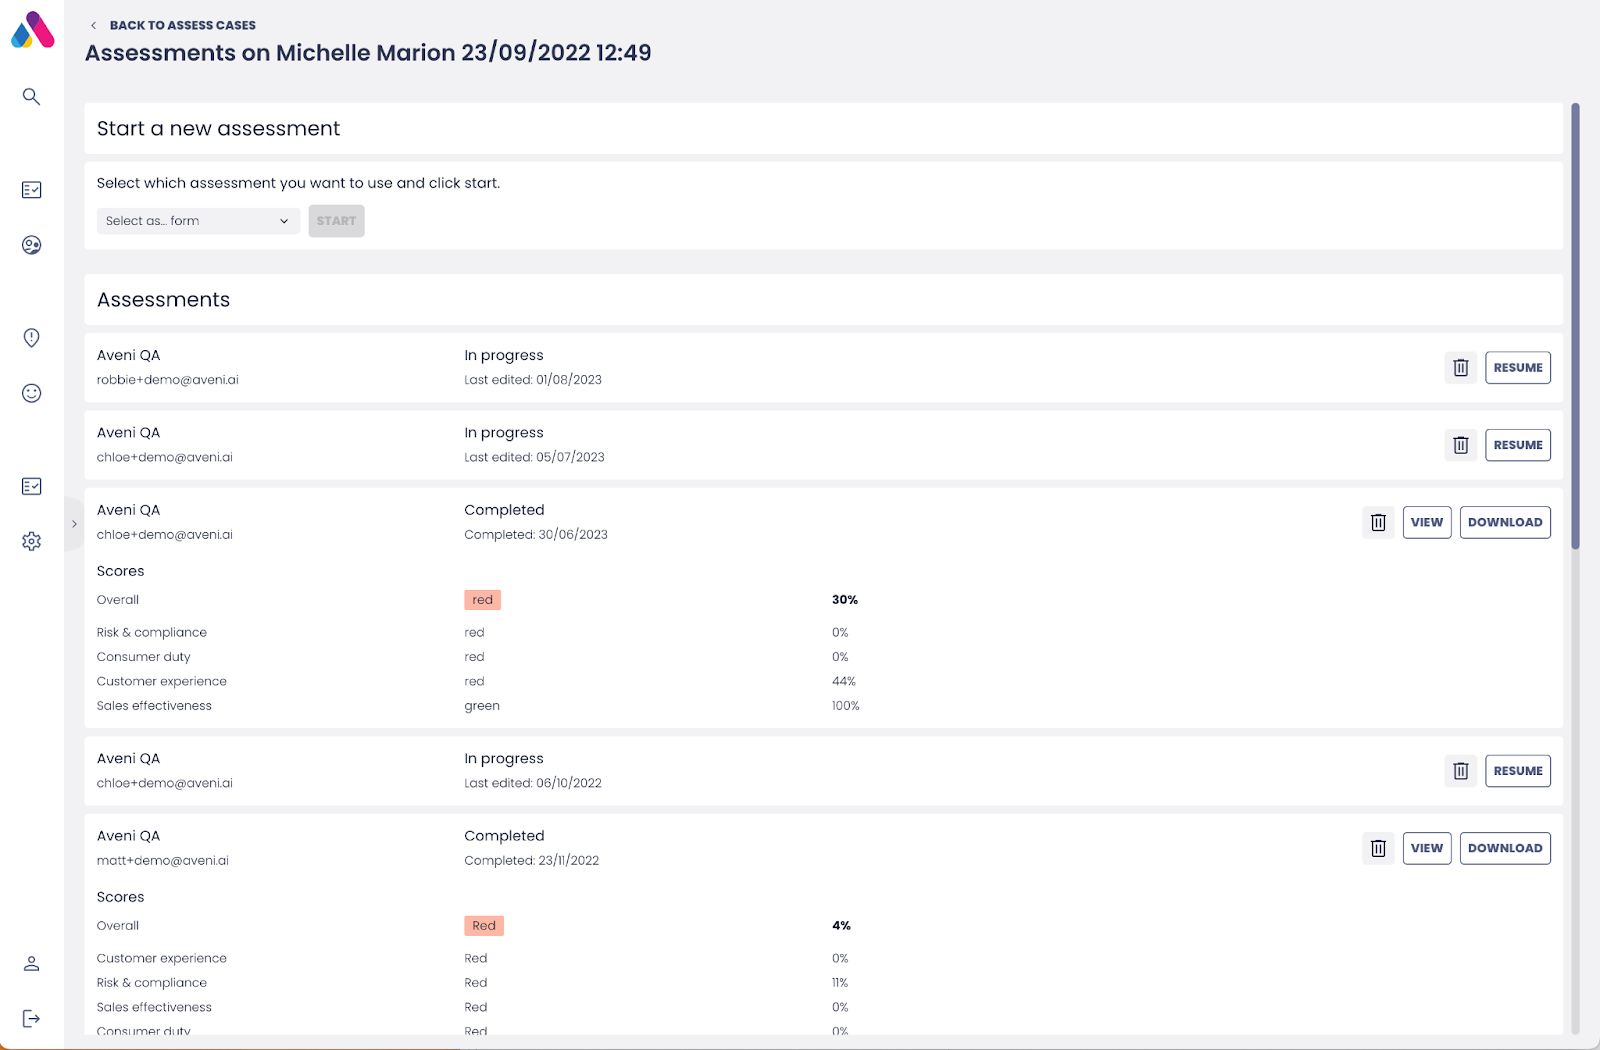 BACK TO ASSESS CASES
Assessments on Michelle Marion 23/09/2022 12:49
Start a new assessment
Select which assessment you want to use and click start.
Select as... form
START
Assessments
Aveni QA In progress
robbie+demo@aveni.ai Last edited: 01/08/2023
RESUME
Aveni QA In progress
chloe+demo@aveni.ai Last edited: 05/07/2023
RESUME
Aveni QA Completed
chloe+demo@aveni.ai Completed: 30/06/2023
VIEW DOWNLOAD
Scores
Overall red 30%
Risk & compliance red 0%
Consumer duty red 0%
Customer experience red 44%
Sales effectiveness green 100%
Aveni QA In progress
chloe+demo@aveni.ai Last edited: 06/10/2022
RESUME
Aveni QA Completed
matt+demo@aveni.ai Completed: 23/11/2022
VIEW DOWNLOAD
Scores
Overall Red 4%
Customer experience Red 0%
Risk & compliance Red 11%
Sales effectiveness Red 0%
Consumer duty Red 0%